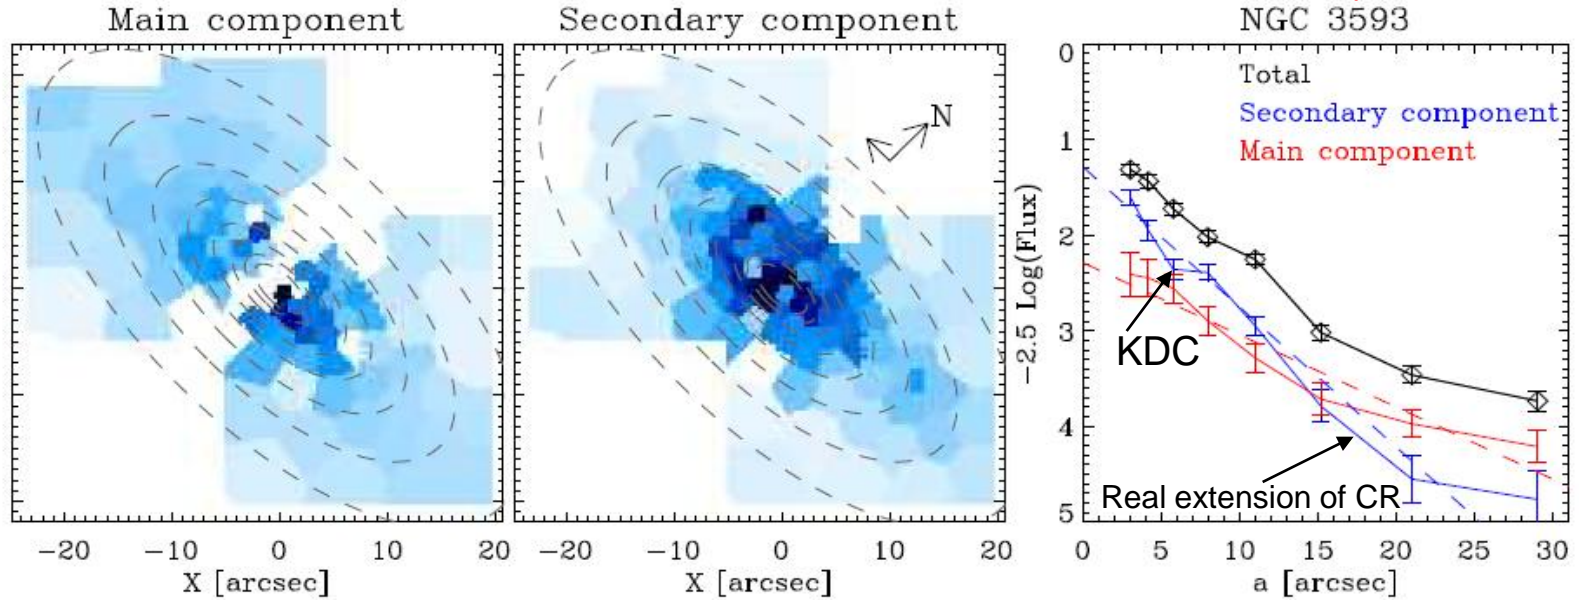 Main component
Secondary component
NGC 3593
N
Total
Secondary component
Main component
KDC
Real extension of CR
-2.5 Log(Flux)
0
1
2
3
4
5
-20 -10 0 10 20
X [arcsec]
-20 -10 0 10 20
X [arcsec]
0 5 10 15 20 25 30
a [arcsec]